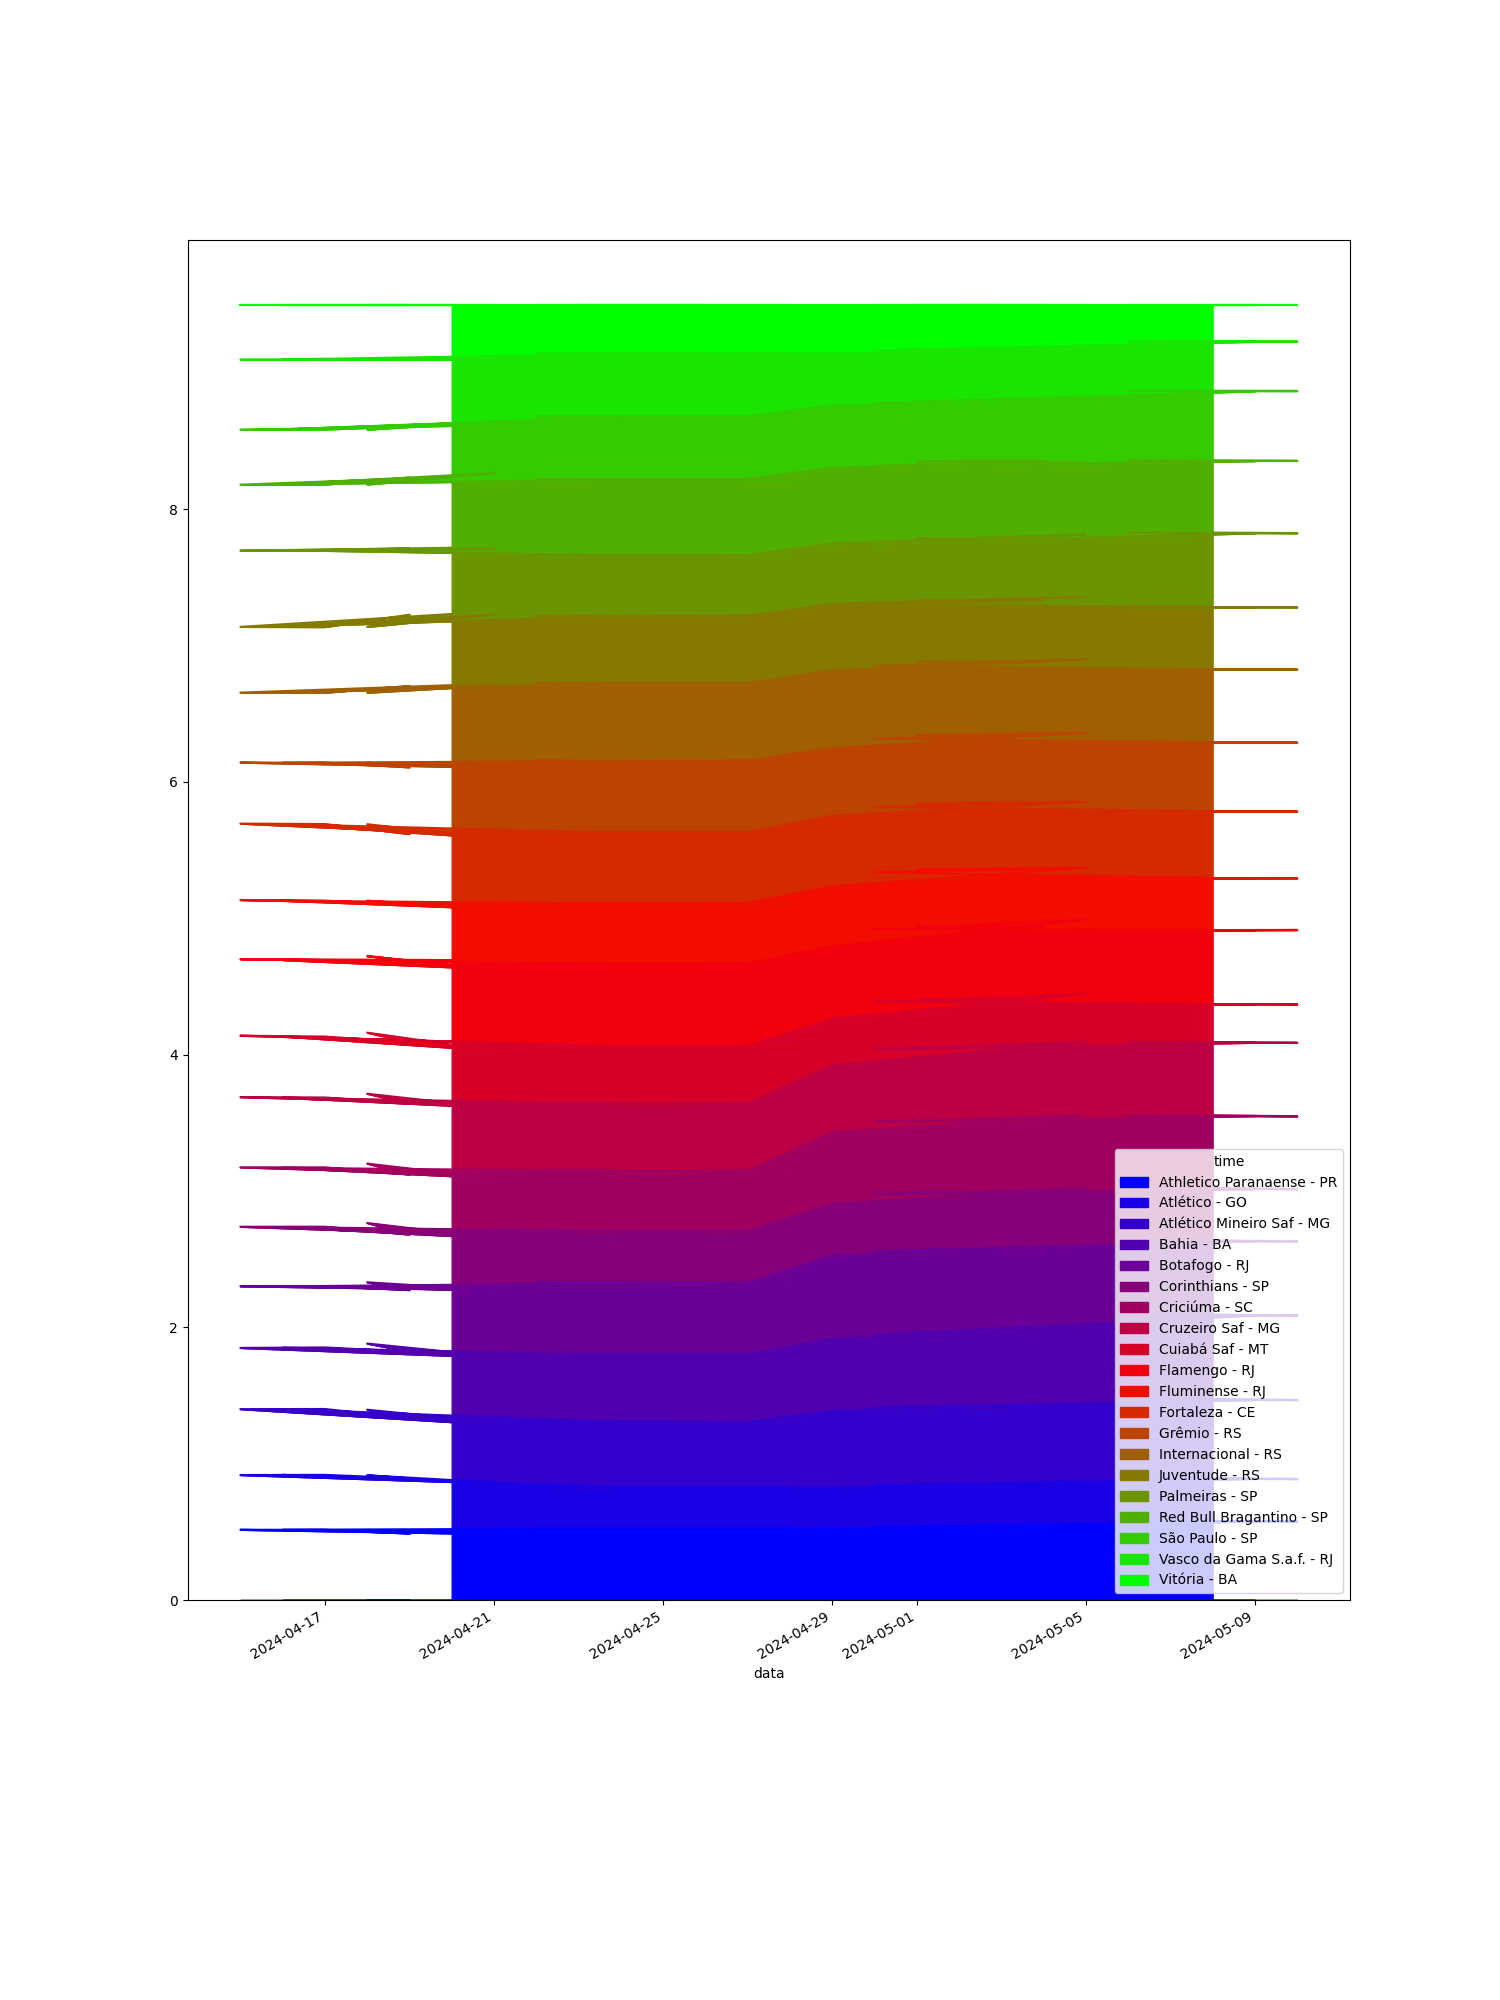 8
6
4
2
0
2024-04-17
2024-04-21
2024-04-25
2024-04-29
2024-05-01
2024-05-05
2024-05-09
data
time
Athletico Paranaense - PR
Atlético - GO
Atlético Mineiro Saf - MG
Bahia - BA
Botafogo - RJ
Corinthians - SP
Criciúma - SC
Cruzeiro Saf - MG
Cuiabá Saf - MT
Flamengo - RJ
Fluminense - RJ
Fortaleza - CE
Grêmio - RS
Internacional - RS
Juventude - RS
Palmeiras - SP
Red Bull Bragantino - SP
São Paulo - SP
Vasco da Gama S.a.f. - RJ
Vitória - BA